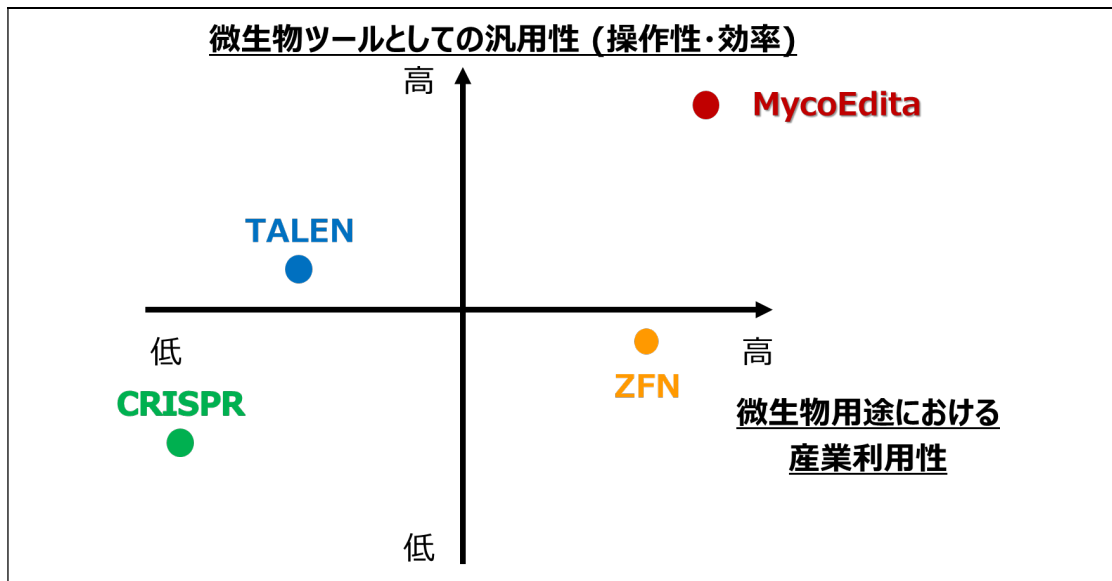 微生物ツールとしての汎用性 (操作性・効率)
高
MycoEdita
TALEN
低
高
ZFN
CRISPR
微生物用途における
産業利用性
低